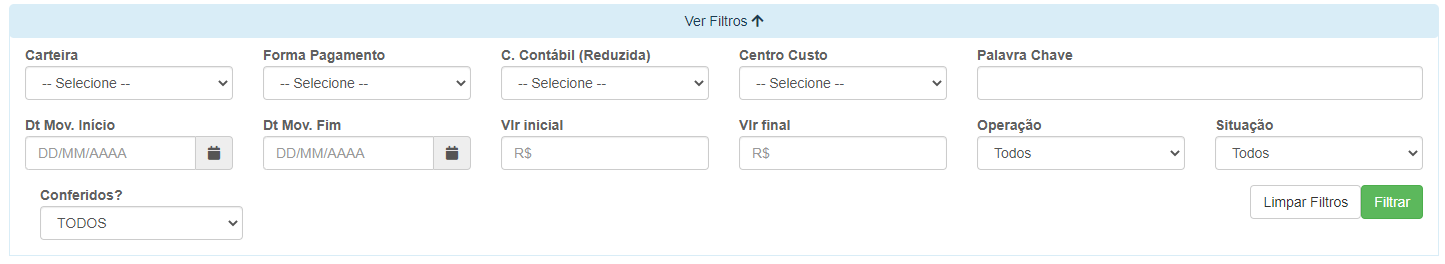 Ver Filtros
Carteira Forma Pagamento C. Contábil (Reduzida) Centro Custo Palavra Chave
-- Selecione -- -- Selecione -- -- Selecione -- -- Selecione --
Dt Mov. Início Dt Mov. Fim Vlr inicial Vlr final Operação Situação
DD/MM/AAAA DD/MM/AAAA R$ R$ Todos Todos
Conferidos?
Limpar Filtros Filtrar
TODOS